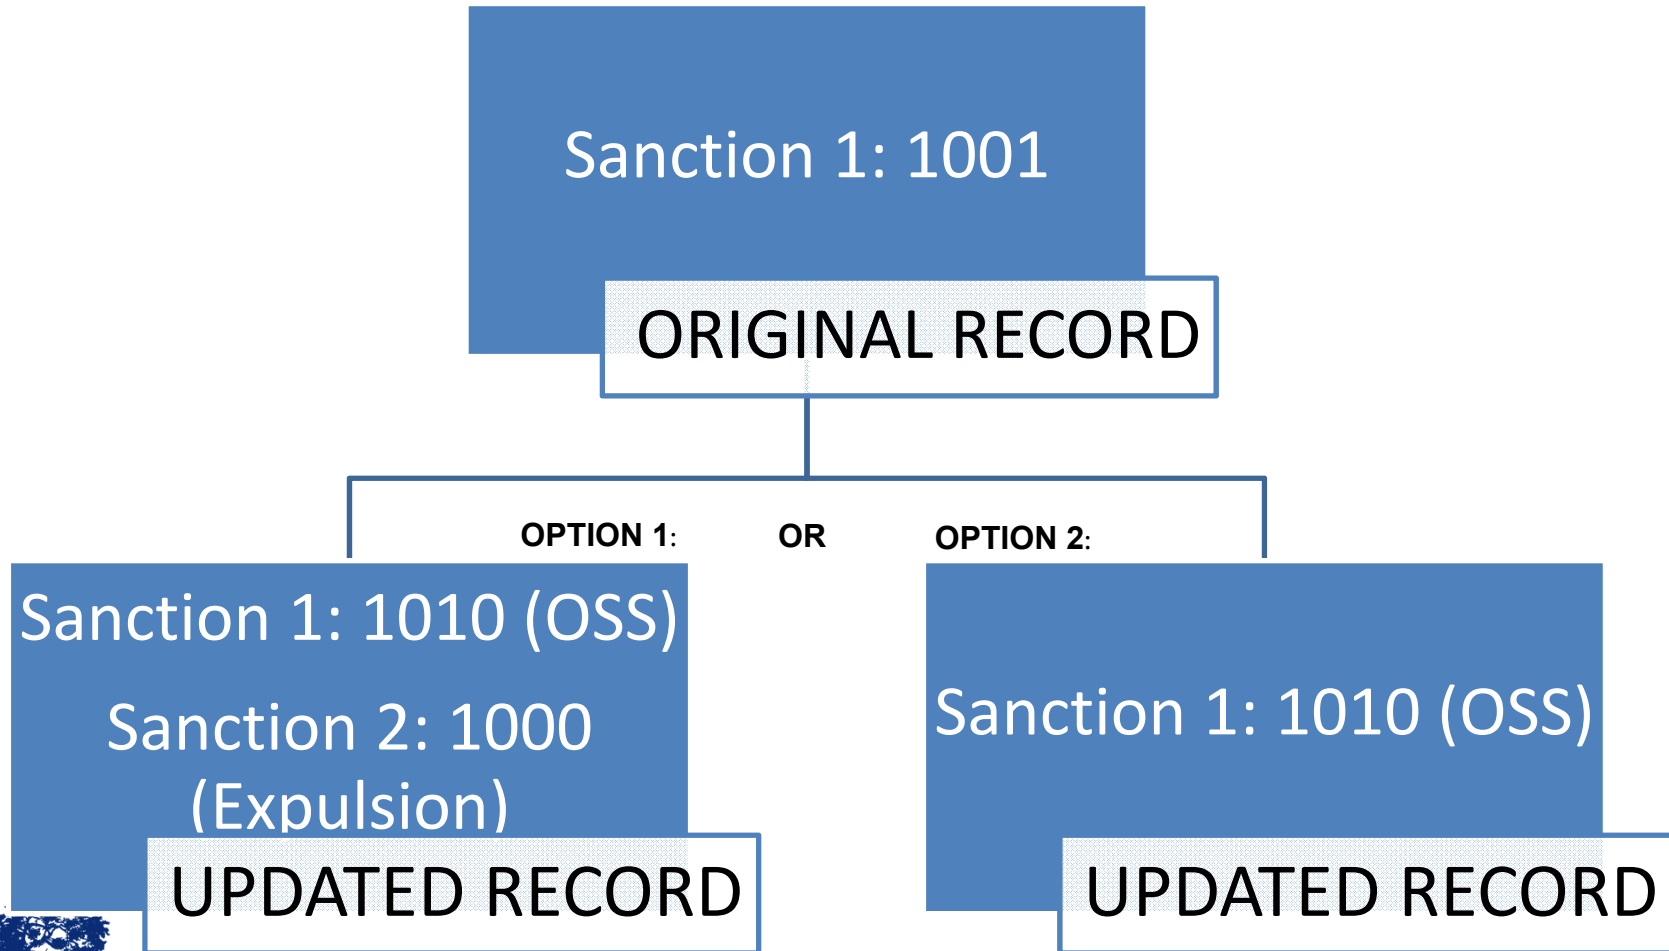 Sanction 1: 1001
ORIGINAL RECORD
OPTION 1: OR OPTION 2:
Sanction 1: 1010 (OSS)
Sanction 2: 1000
(Expulsion)
UPDATED RECORD
Sanction 1: 1010 (OSS)
UPDATED RECORD